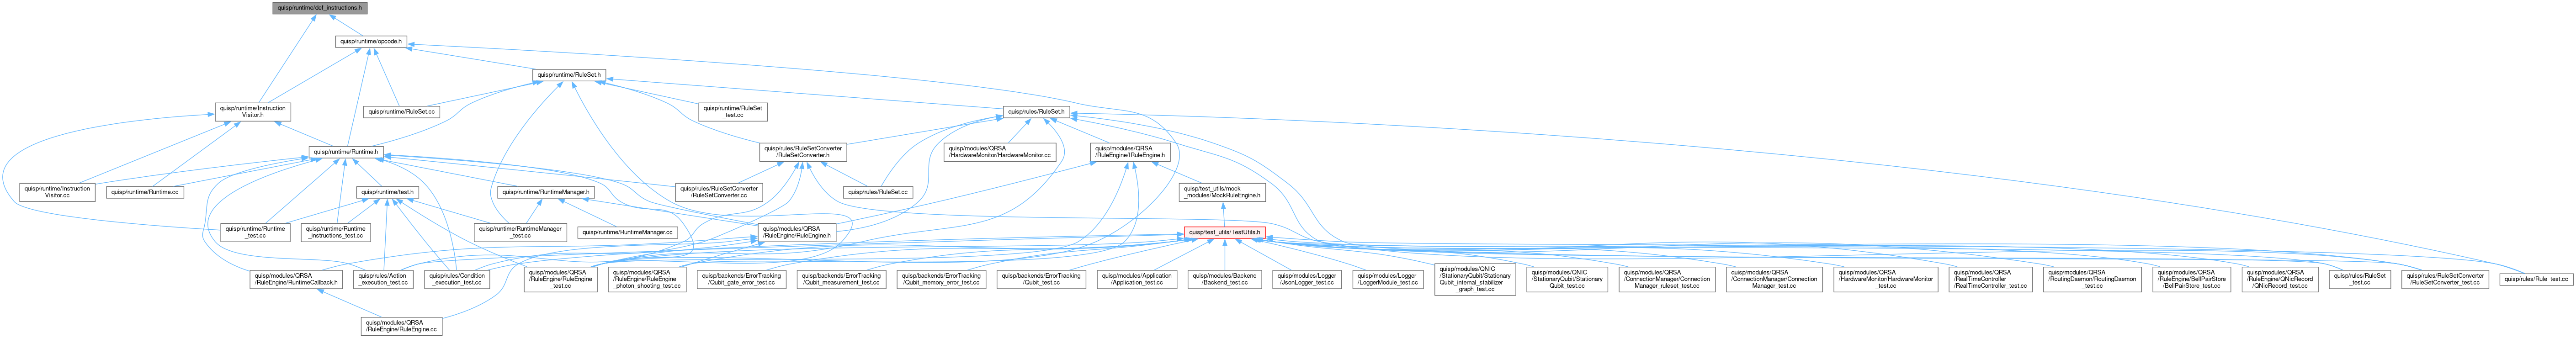 quisp/runtime/def_instructions.h
quisp/runtime/opcode.h
quisp/runtime/RuleSet.h
quisp/runtime/Instruction
Visitor.h
quisp/runtime/RuleSet.cc
quisp/runtime/RuleSet
_test.cc
quisp/rules/RuleSet.h
quisp/runtime/Runtime.h
quisp/rules/RuleSetConverter
/RuleSetConverter.h
quisp/modules/QRSA
/HardwareMonitor/HardwareMonitor.cc
quisp/modules/QRSA
/RuleEngine/IRuleEngine.h
quisp/runtime/Instruction
Visitor.cc
quisp/runtime/Runtime.cc
quisp/runtime/test.h
quisp/runtime/RuntimeManager.h
quisp/rules/RuleSetConverter
/RuleSetConverter.cc
quisp/rules/RuleSet.cc
quisp/test_utils/mock
_modules/MockRuleEngine.h
quisp/runtime/Runtime
_test.cc
quisp/runtime/Runtime
_instructions_test.cc
quisp/runtime/RuntimeManager
_test.cc
quisp/runtime/RuntimeManager.cc
quisp/modules/QRSA
/RuleEngine/RuleEngine.h
quisp/test_utils/TestUtils.h
quisp/modules/QRSA
/RuleEngine/RuntimeCallback.h
quisp/rules/Action
_execution_test.cc
quisp/rules/Condition
_execution_test.cc
quisp/modules/QRSA
/RuleEngine/RuleEngine
_test.cc
quisp/modules/QRSA
/RuleEngine/RuleEngine
_photon_shooting_test.cc
quisp/backends/ErrorTracking
/Qubit_gate_error_test.cc
quisp/backends/ErrorTracking
/Qubit_measurement_test.cc
quisp/backends/ErrorTracking
/Qubit_memory_error_test.cc
quisp/backends/ErrorTracking
/Qubit_test.cc
quisp/modules/Application
/Application_test.cc
quisp/modules/Backend
/Backend_test.cc
quisp/modules/Logger
/JsonLogger_test.cc
quisp/modules/Logger
/LoggerModule_test.cc
quisp/modules/QNIC
/StationaryQubit/Stationary
Qubit_internal_stabilizer
_graph_test.cc
quisp/modules/QNIC
/StationaryQubit/Stationary
Qubit_test.cc
quisp/modules/QRSA
/ConnectionManager/Connection
Manager_ruleset_test.cc
quisp/modules/QRSA
/ConnectionManager/Connection
Manager_test.cc
quisp/modules/QRSA
/HardwareMonitor/HardwareMonitor
_test.cc
quisp/modules/QRSA
/RealTimeController
/RealTimeController_test.cc
quisp/modules/QRSA
/RoutingDaemon/RoutingDaemon
_test.cc
quisp/modules/QRSA
/RuleEngine/BellPairStore
/BellPairStore_test.cc
quisp/modules/QRSA
/RuleEngine/QNicRecord
/QNicRecord_test.cc
quisp/rules/RuleSet
_test.cc
quisp/rules/RuleSetConverter
/RuleSetConverter_test.cc
quisp/rules/Rule_test.cc
quisp/modules/QRSA
/RuleEngine/RuleEngine.cc